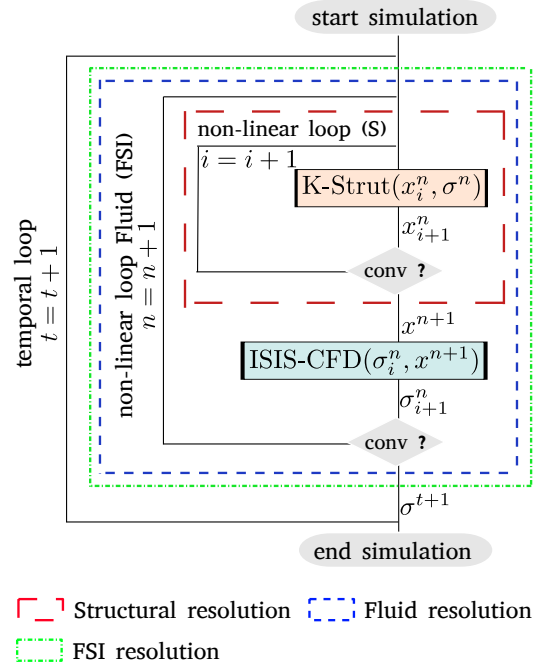 start simulation
non-linear loop (S)
i = i + 1
K-Strut(x_i^n, σ^n)
x_{i+1}^n
conv ?
x^{n+1}
ISIS-CFD(σ_i^n, x^{n+1})
σ_{i+1}^n
conv ?
σ^{t+1}
end simulation
temporal loop
t = t + 1
non-linear loop Fluid (FSI)
n = n + 1
Structural resolution
Fluid resolution
FSI resolution